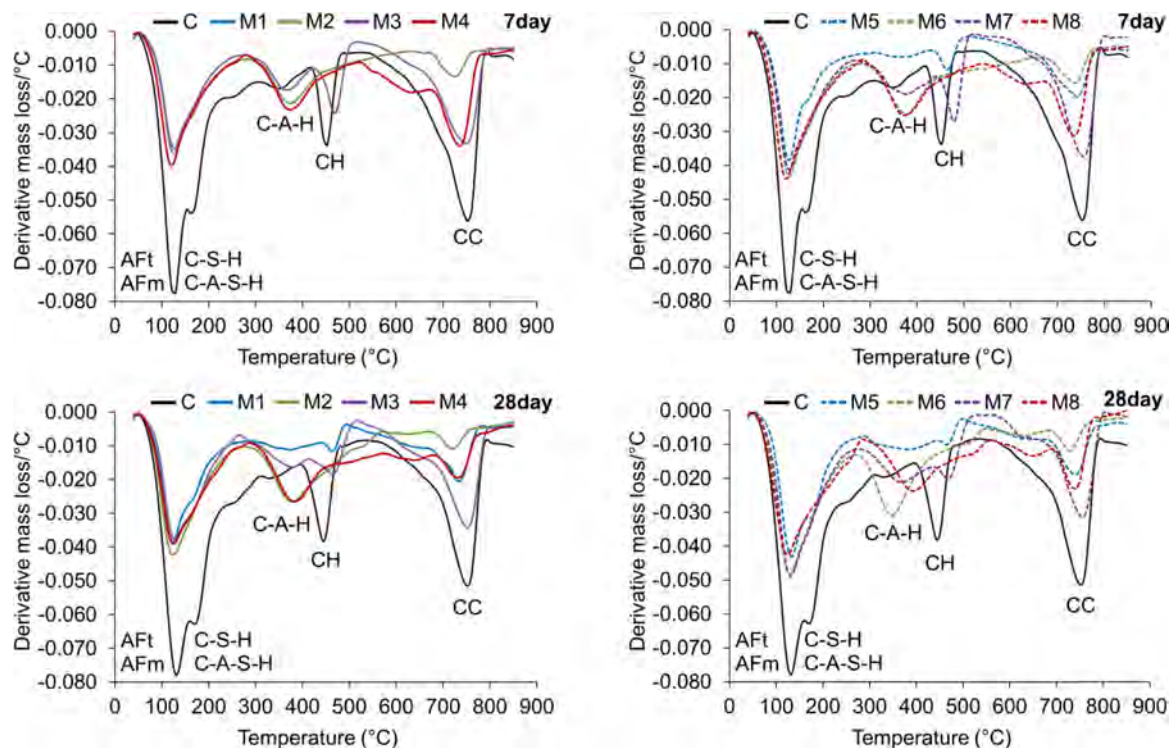 C M1 M2 M3 M4 7day
0.000
-0.010
-0.020
-0.030
-0.040
-0.050
-0.060
-0.070
-0.080
Derivative mass loss/°C
C-A-H
CH
CC
AFt C-S-H
AFm C-A-S-H
0 100 200 300 400 500 600 700 800 900
Temperature (°C)
C M5 M6 M7 M8 7day
0.000
-0.010
-0.020
-0.030
-0.040
-0.050
-0.060
-0.070
-0.080
Derivative mass loss/°C
C-A-H
CH
CC
AFt C-S-H
AFm C-A-S-H
0 100 200 300 400 500 600 700 800 900
Temperature (°C)
C M1 M2 M3 M4 28day
0.000
-0.010
-0.020
-0.030
-0.040
-0.050
-0.060
-0.070
-0.080
Derivative mass loss/°C
C-A-H
CH
CC
AFt C-S-H
AFm C-A-S-H
0 100 200 300 400 500 600 700 800 900
Temperature (°C)
C M5 M6 M7 M8 28day
0.000
-0.010
-0.020
-0.030
-0.040
-0.050
-0.060
-0.070
-0.080
Derivative mass loss/°C
C-A-H
CH
CC
AFt C-S-H
AFm C-A-S-H
0 100 200 300 400 500 600 700 800 900
Temperature (°C)